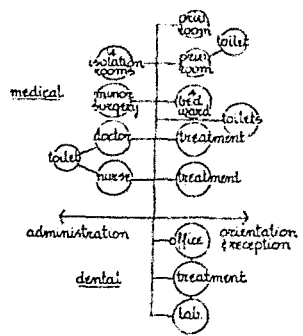 priv.
room
toilet
4
isolation
rooms
priv.
room
medical
minor
surgery
4
bed
ward
toilets
doctor
treatment
toilet
nurse
treatment
administration
office
orientation
& reception
dental
treatment
lab.